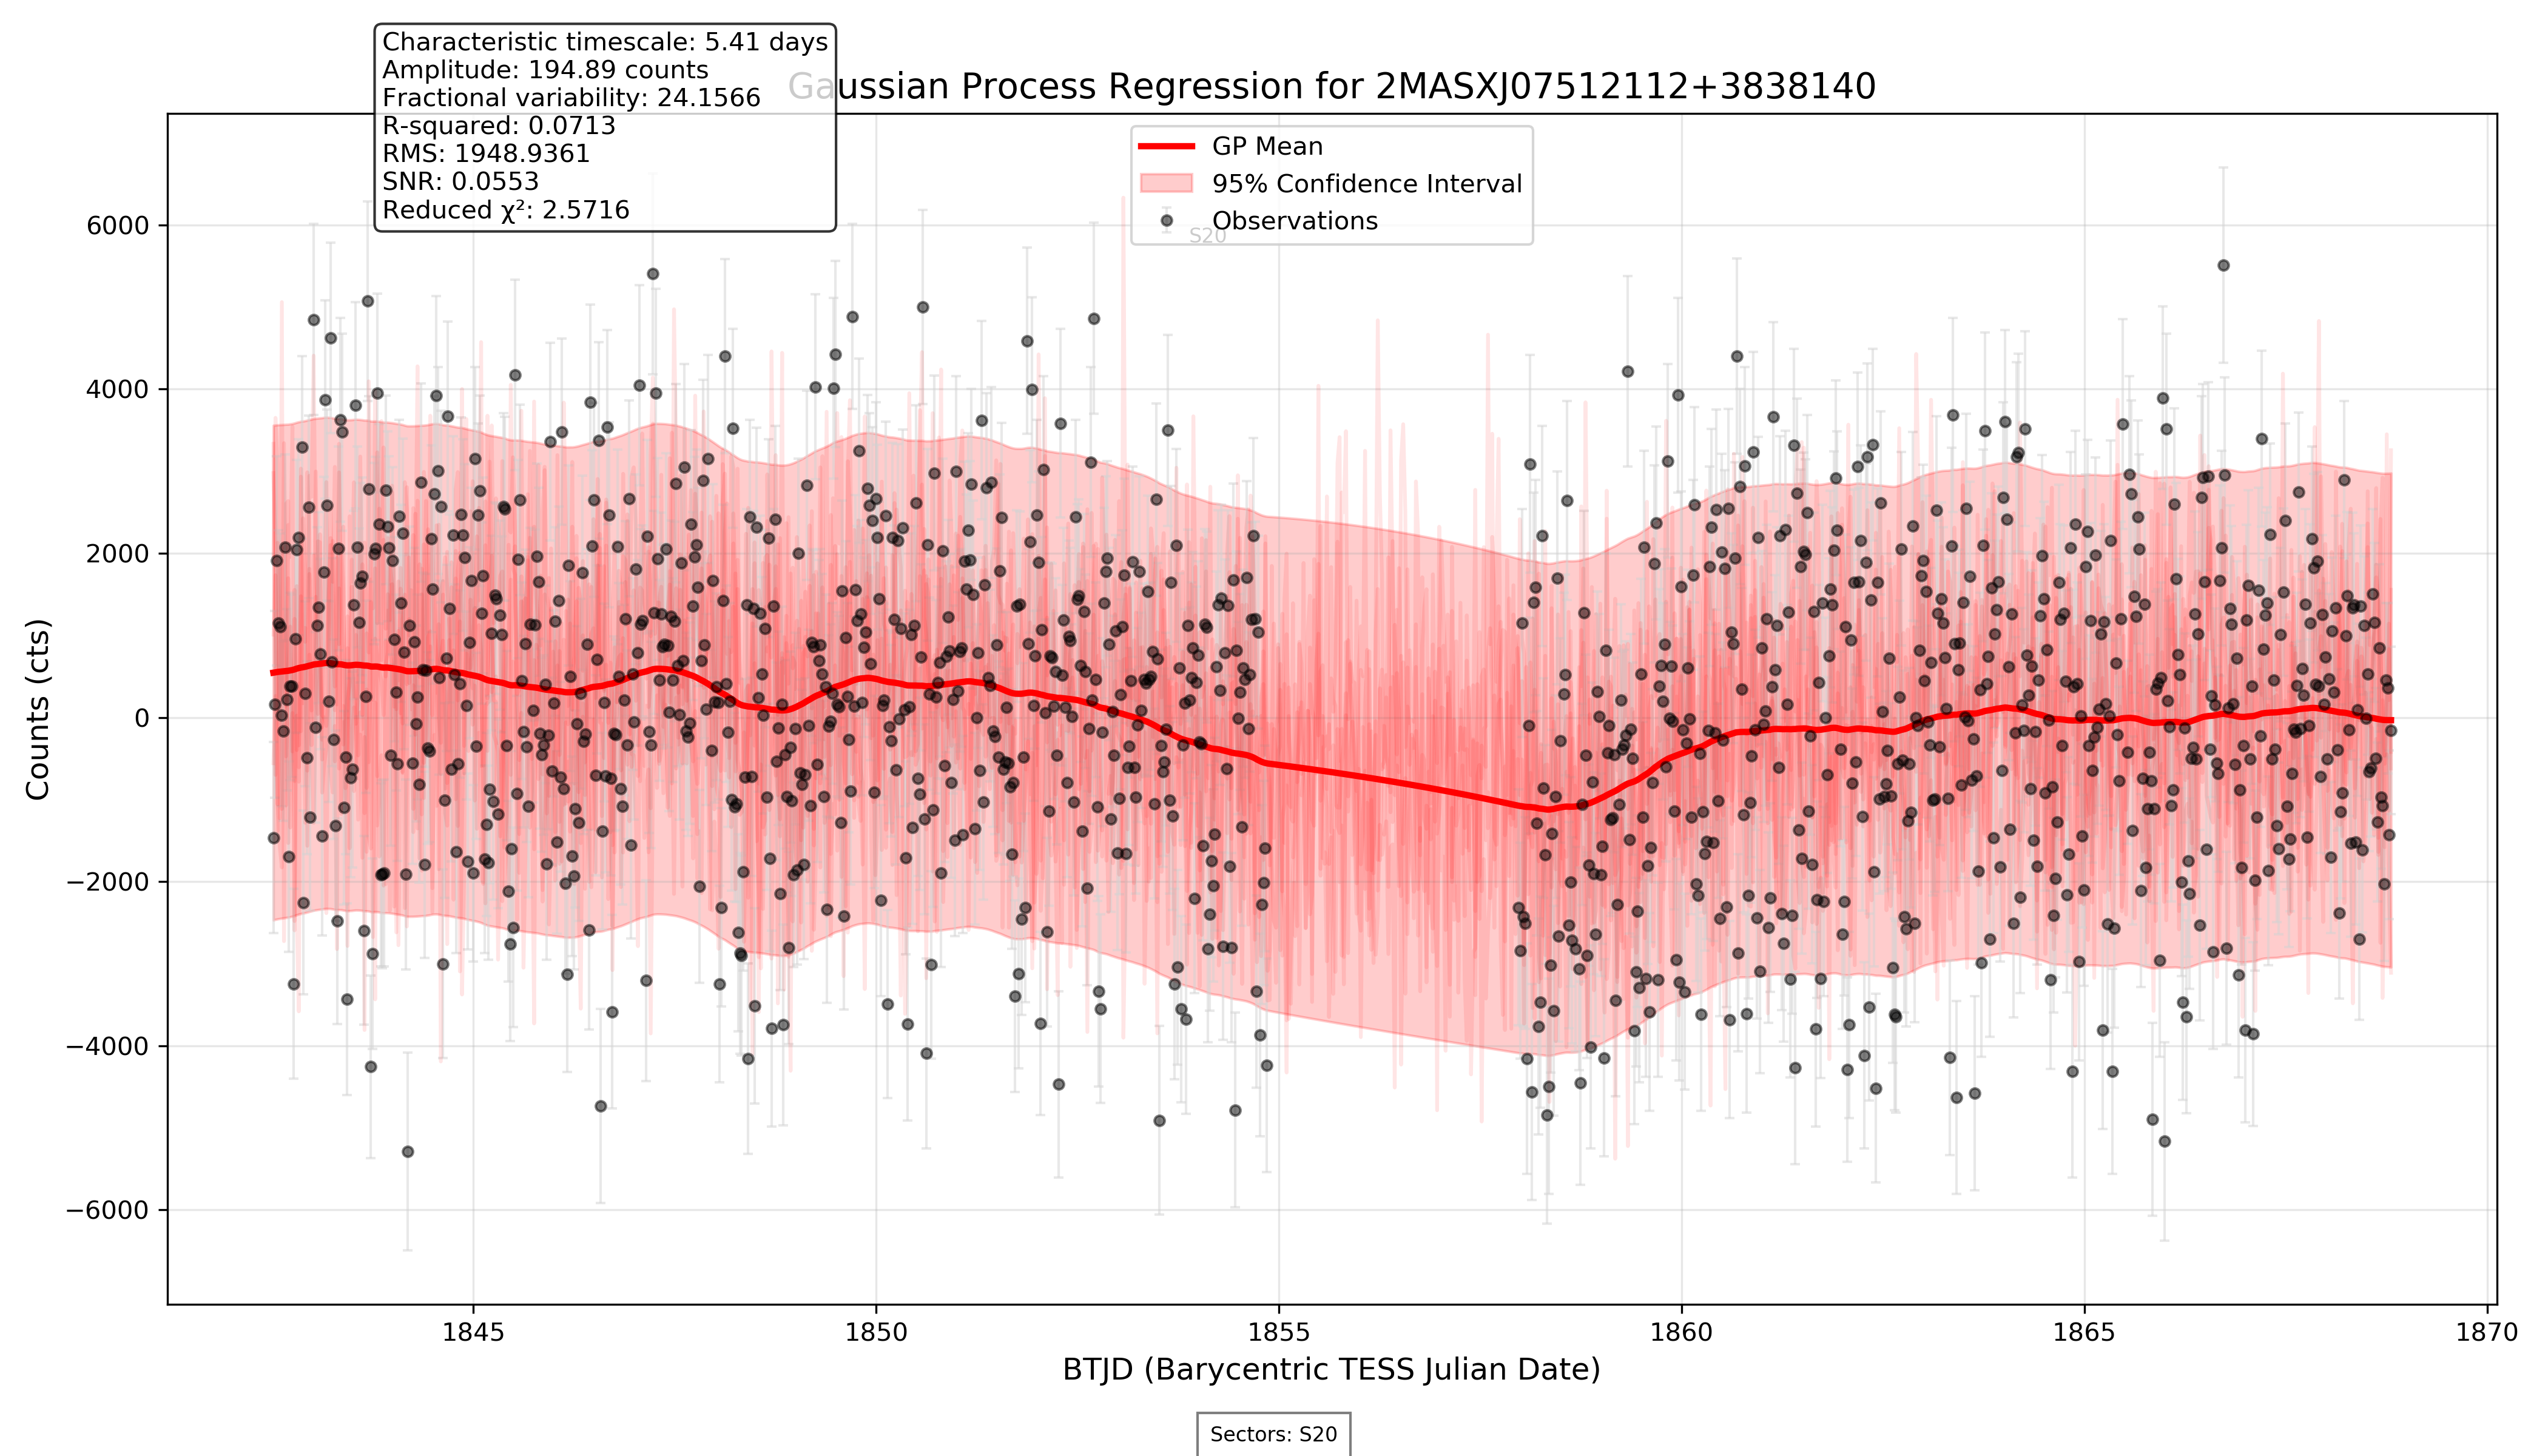 Characteristic timescale: 5.41 days
Amplitude: 194.89 counts
Fractional variability: 24.1566
R-squared: 0.0713
RMS: 1948.9361
SNR: 0.0553
Reduced χ²: 2.5716
Gaussian Process Regression for 2MASXJ07512112+3838140
GP Mean
95% Confidence Interval
Observations
S20
6000
4000
2000
0
−2000
−4000
−6000
Counts (cts)
1845 1850 1855 1860 1865 1870
BTJD (Barycentric TESS Julian Date)
Sectors: S20